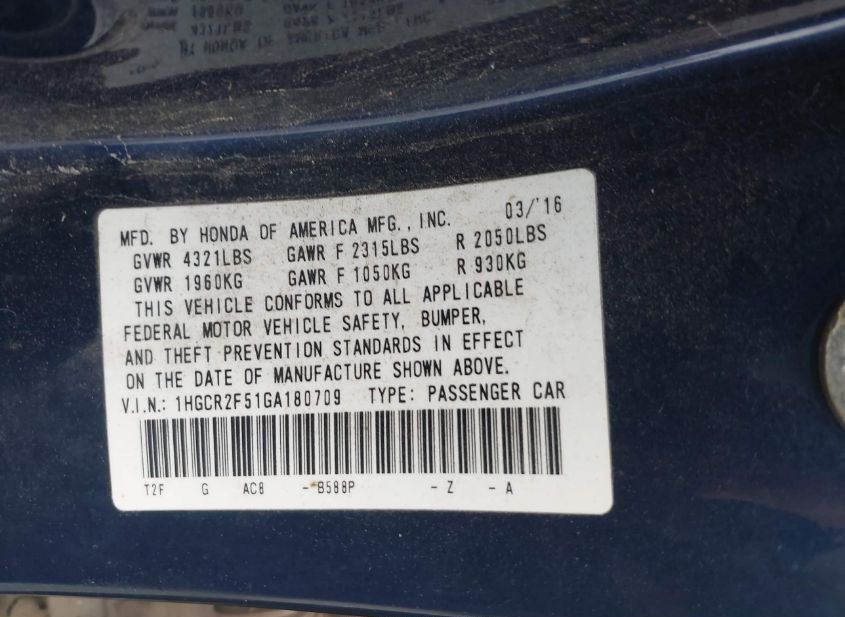 MFD. BY HONDA OF AMERICA MFG., INC. 03/'16
GVWR 4321LBS GAWR F 2315LBS R 2050LBS
GVWR 1960KG GAWR F 1050KG R 930KG
THIS VEHICLE CONFORMS TO ALL APPLICABLE
FEDERAL MOTOR VEHICLE SAFETY, BUMPER,
AND THEFT PREVENTION STANDARDS IN EFFECT
ON THE DATE OF MANUFACTURE SHOWN ABOVE.
V.I.N.: 1HGCR2F51GA180709 TYPE: PASSENGER CAR
T2F G AC8 - B588P - Z - A